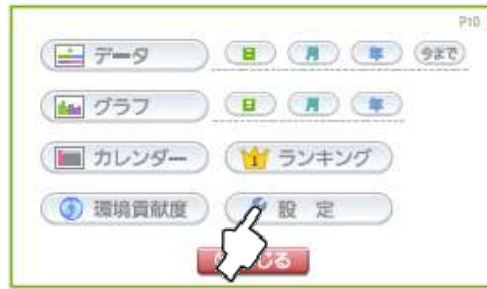 P10
データ 日 月 年 今まで
グラフ 日 月 年
カレンダー ランキング
環境貢献度 設 定
じる